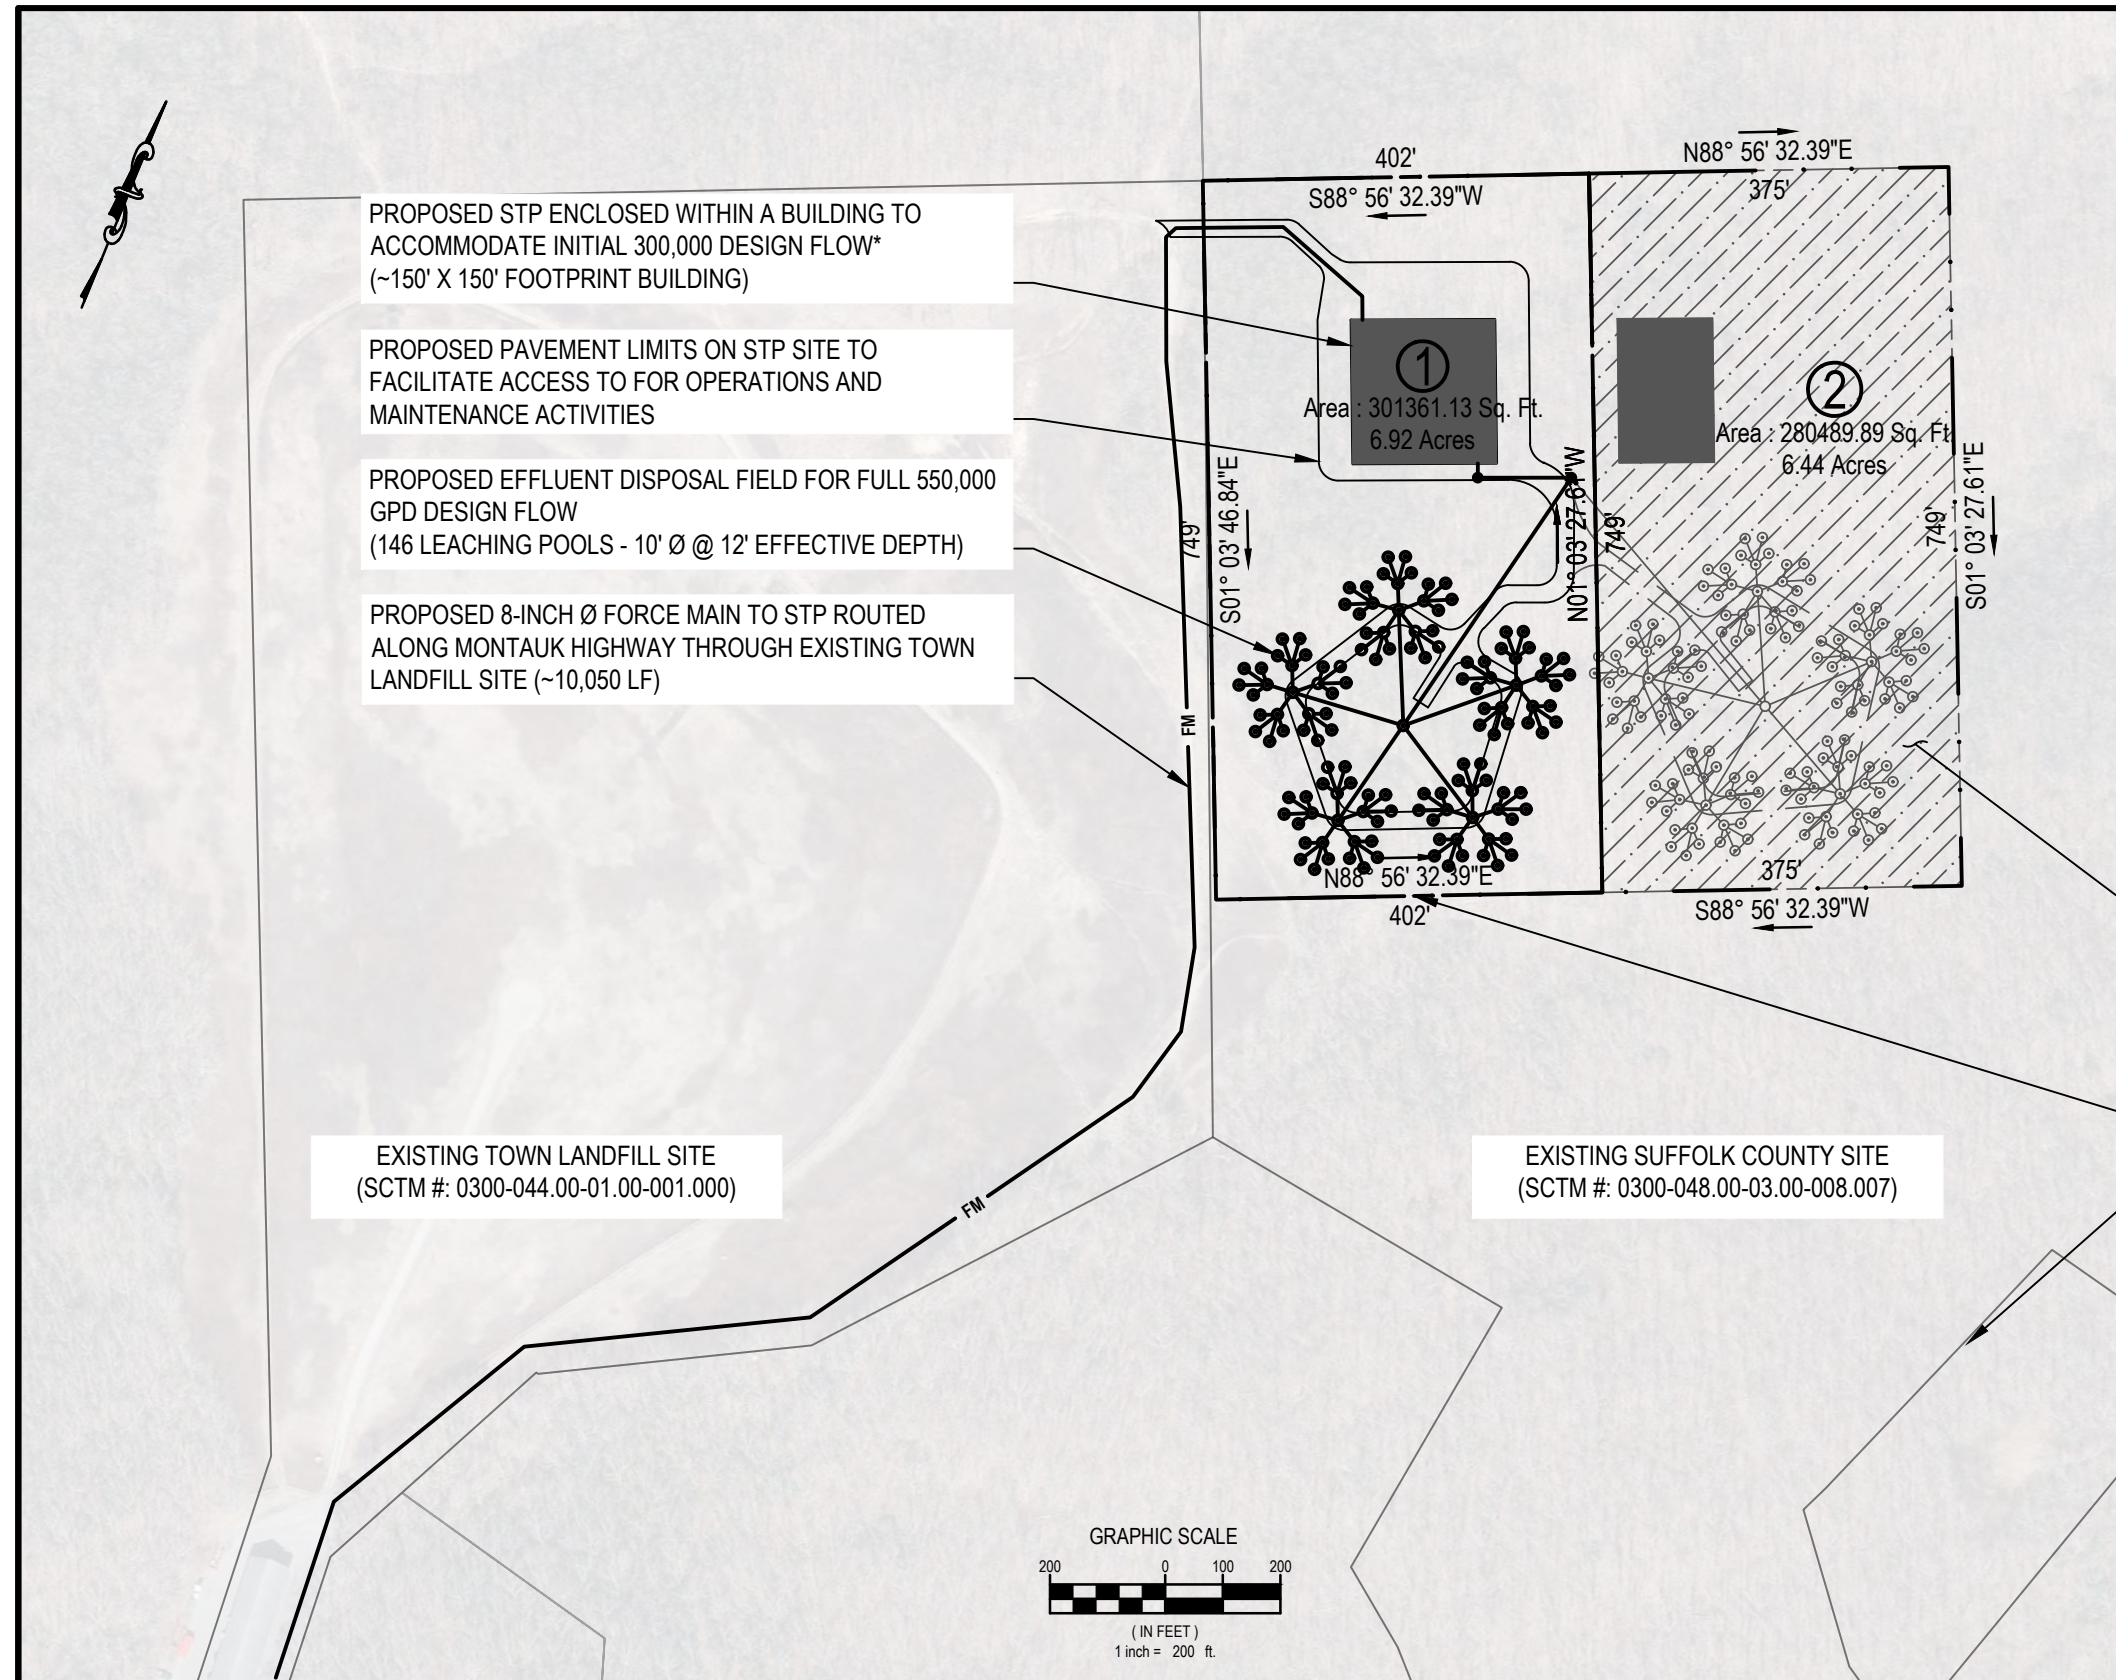 402'
S88° 56' 32.39"W
N88° 56' 32.39"E
375'
PROPOSED STP ENCLOSED WITHIN A BUILDING TO
ACCOMMODATE INITIAL 300,000 DESIGN FLOW*
(~150' X 150' FOOTPRINT BUILDING)
PROPOSED PAVEMENT LIMITS ON STP SITE TO
FACILITATE ACCESS TO FOR OPERATIONS AND
MAINTENANCE ACTIVITIES
PROPOSED EFFLUENT DISPOSAL FIELD FOR FULL 550,000
GPD DESIGN FLOW
(146 LEACHING POOLS - 10' Ø @ 12' EFFECTIVE DEPTH)
PROPOSED 8-INCH Ø FORCE MAIN TO STP ROUTED
ALONG MONTAUK HIGHWAY THROUGH EXISTING TOWN
LANDFILL SITE (~10,050 LF)
1
Area : 301361.13 Sq. Ft.
6.92 Acres
2
Area : 280489.89 Sq. Ft.
6.44 Acres
749'
S01° 03' 46.84"E
N01° 03' 27.61"W
749'
749'
S01° 03' 27.61"E
FM
N88° 56' 32.39"E
402'
375'
S88° 56' 32.39"W
FM
EXISTING TOWN LANDFILL SITE
(SCTM #: 0300-044.00-01.00-001.000)
EXISTING SUFFOLK COUNTY SITE
(SCTM #: 0300-048.00-03.00-008.007)
GRAPHIC SCALE
200 0 100 200
( IN FEET )
1 inch = 200 ft.